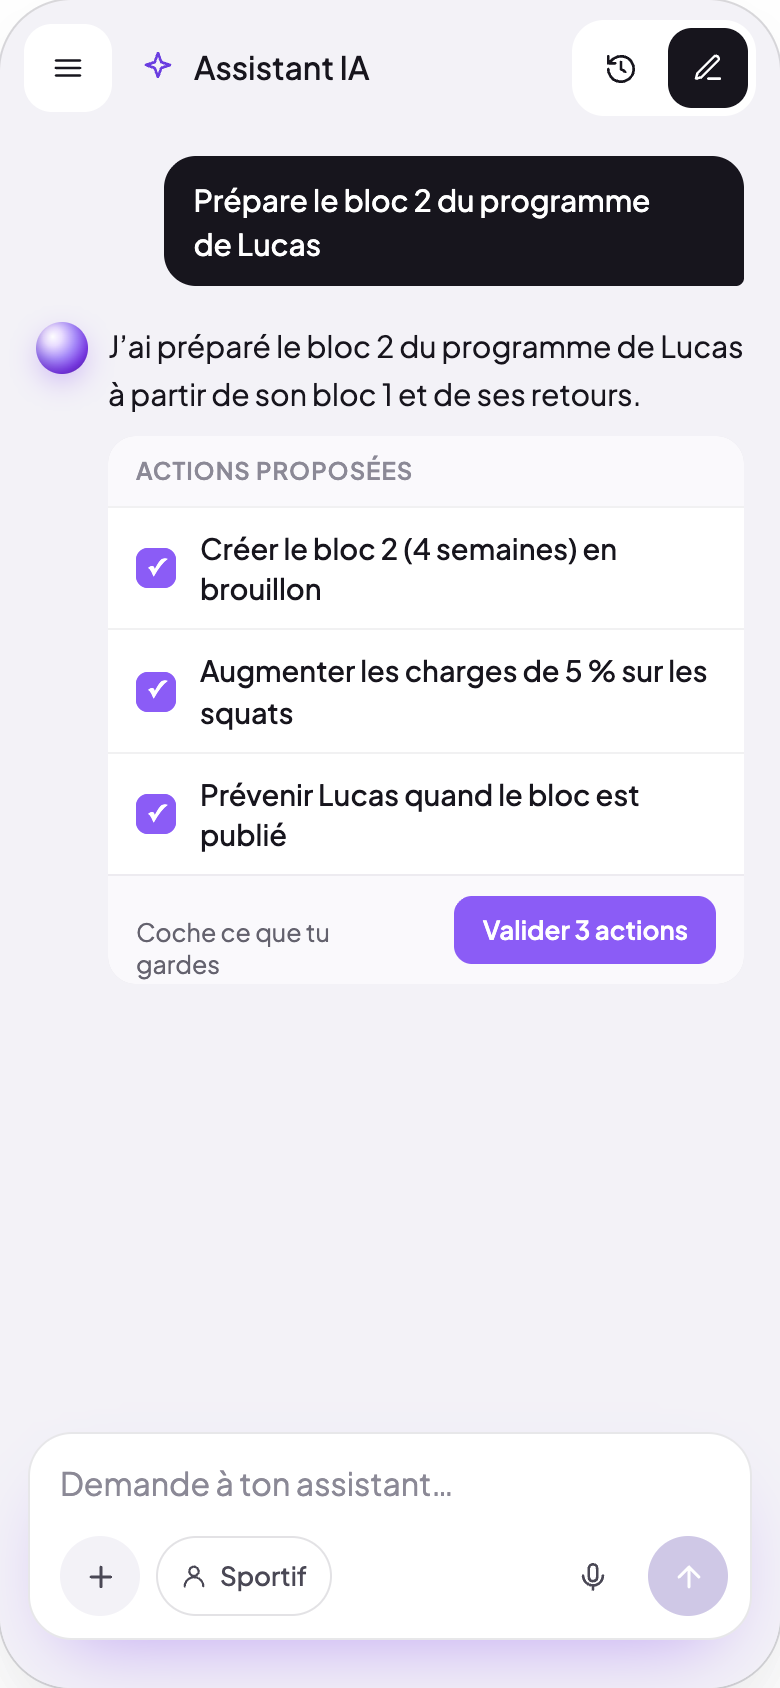 Assistant IA
Prépare le bloc 2 du programme
de Lucas
J’ai préparé le bloc 2 du programme de Lucas
à partir de son bloc 1 et de ses retours.
ACTIONS PROPOSÉES
Créer le bloc 2 (4 semaines) en
brouillon
Augmenter les charges de 5 % sur les
squats
Prévenir Lucas quand le bloc est
publié
Coche ce que tu
gardes
Valider 3 actions
Demande à ton assistant…
Sportif